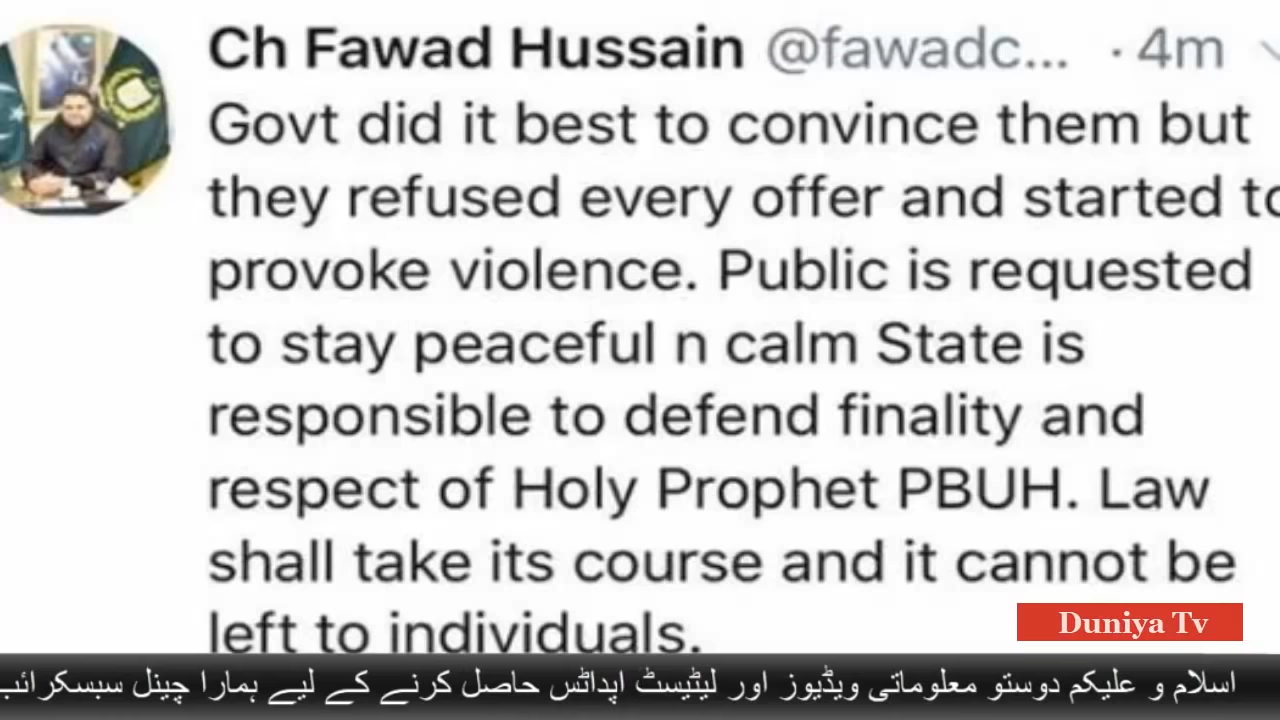 Ch Fawad Hussain @fawadc... · 4m
Govt did it best to convince them but
they refused every offer and started to
provoke violence. Public is requested
to stay peaceful n calm State is
responsible to defend finality and
respect of Holy Prophet PBUH. Law
shall take its course and it cannot be
left to individuals.
Duniya Tv
اسلام و علیکم دوستو معلوماتی ویڈیوز اور لیٹیسٹ اپداٹس حاصل کرنے کے لیے ہمارا چینل سبسکرائب